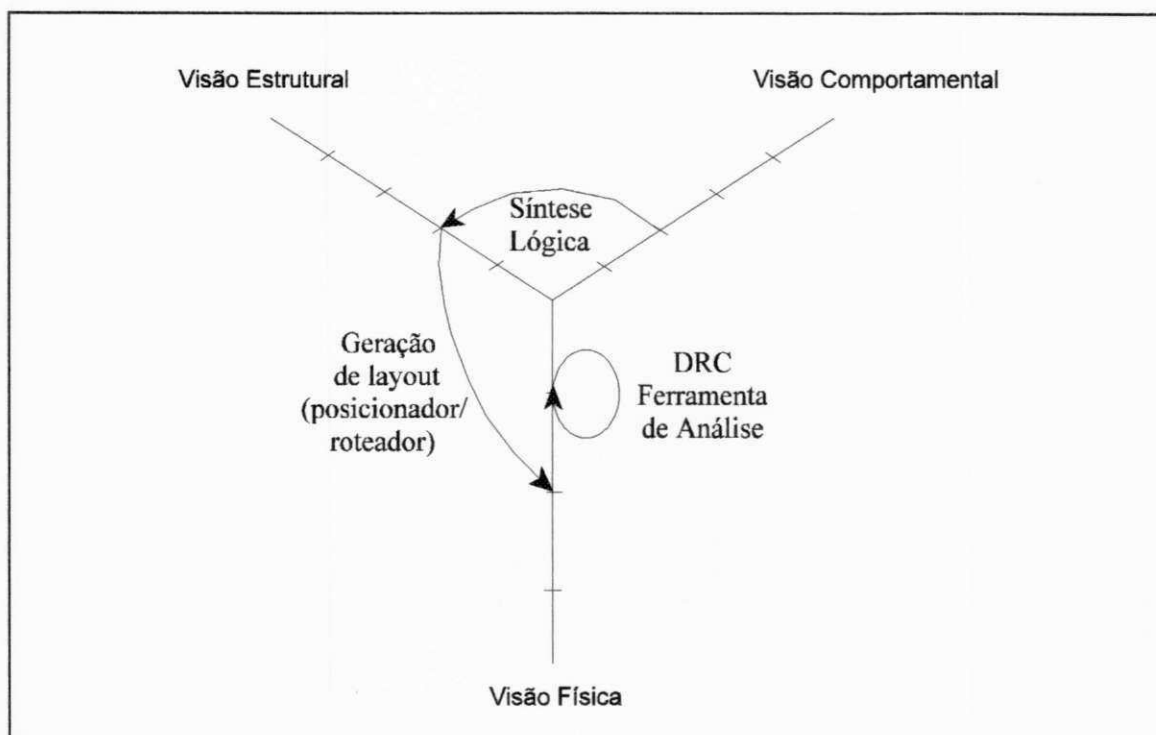 Visão Estrutural
Visão Comportamental
Síntese
Lógica
Geração
de layout
(posicionador/
roteador)
DRC
Ferramenta
de Análise
Visão Física